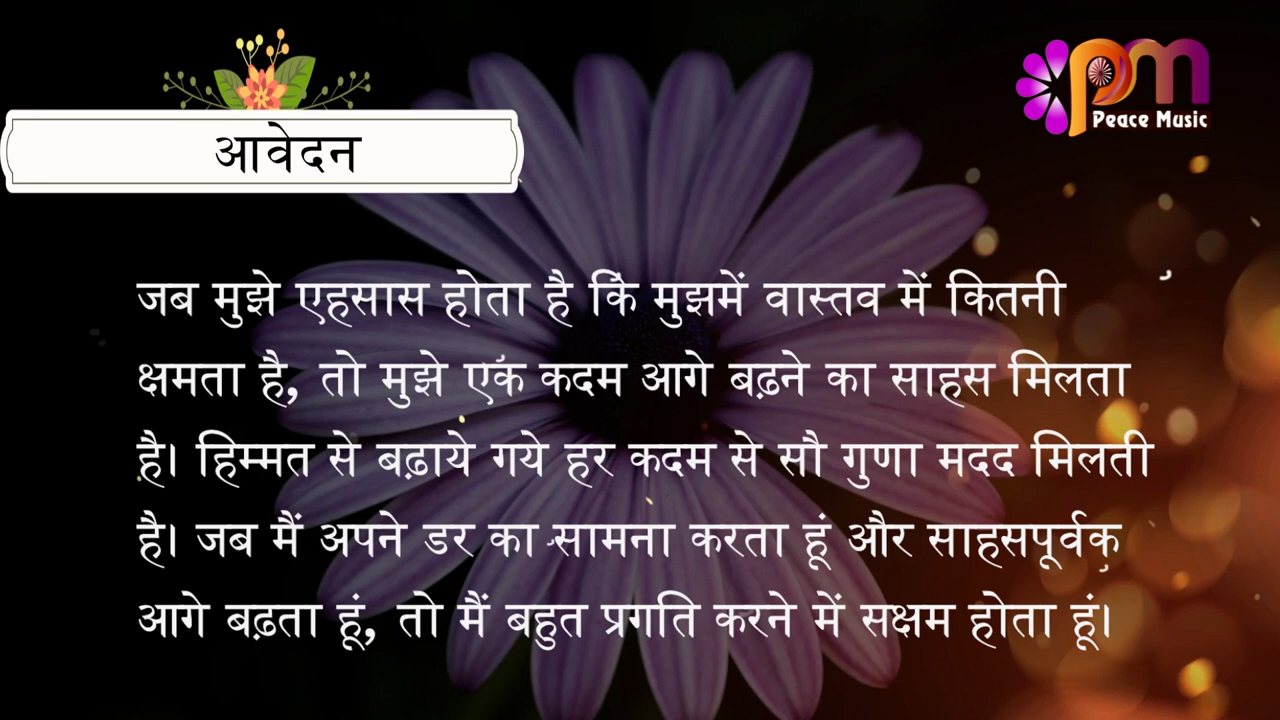 आवेदन
pm
Peace Music
जब मुझे एहसास होता है कि मुझमें वास्तव में कितनी
क्षमता है, तो मुझे एक कदम आगे बढ़ने का साहस मिलता
है। हिम्मत से बढ़ाये गये हर कदम से सौ गुणा मदद मिलती
है। जब मैं अपने डर का सामना करता हूं और साहसपूर्वक
आगे बढ़ता हूं, तो मैं बहुत प्रगति करने में सक्षम होता हूं।